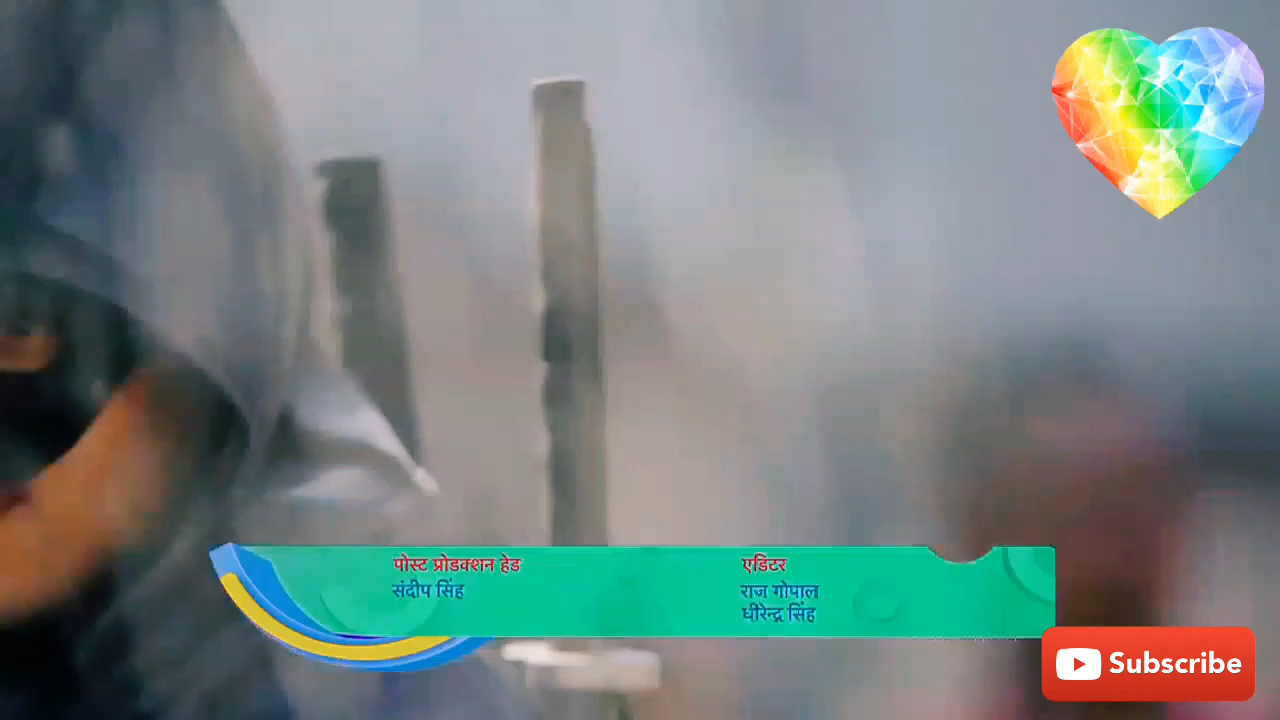 पोस्ट प्रोडक्शन हेड
संदीप सिंह
एडिटर
राज गोपाल
धीरेन्द्र सिंह
Subscribe